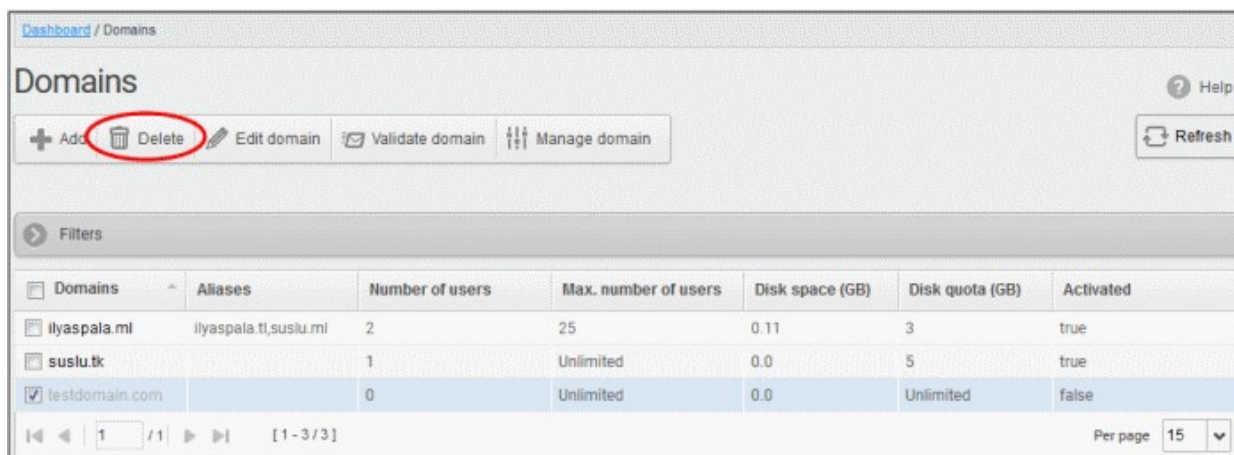 Dashboard / Domains
Domains
Help
Add Delete Edit domain Validate domain Manage domain
Refresh
Filters
Domains Aliases Number of users Max. number of users Disk space (GB) Disk quota (GB) Activated
ilyaspala.ml ilyaspala.tl,suslu.ml 2 25 0.11 3 true
suslu.tk 1 Unlimited 0.0 5 true
testdomain.com 0 Unlimited 0.0 Unlimited false
1 / 1 [ 1 - 3 / 3 ] Per page 15